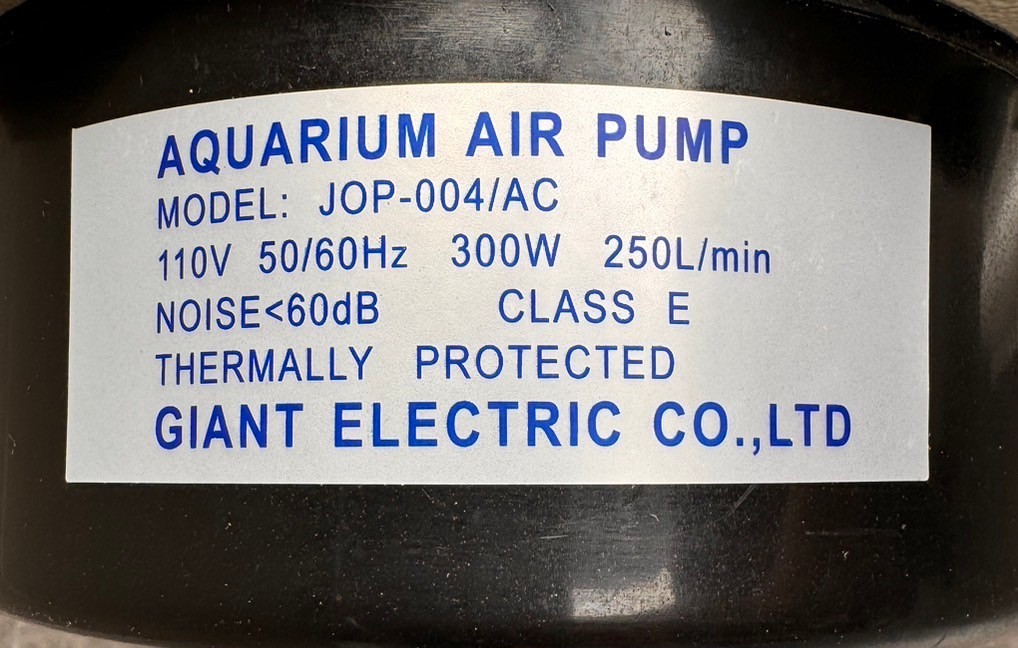 AQUARIUM AIR PUMP
MODEL: JOP-004/AC
110V 50/60Hz 300W 250L/min
NOISE<60dB CLASS E
THERMALLY PROTECTED
GIANT ELECTRIC CO.,LTD